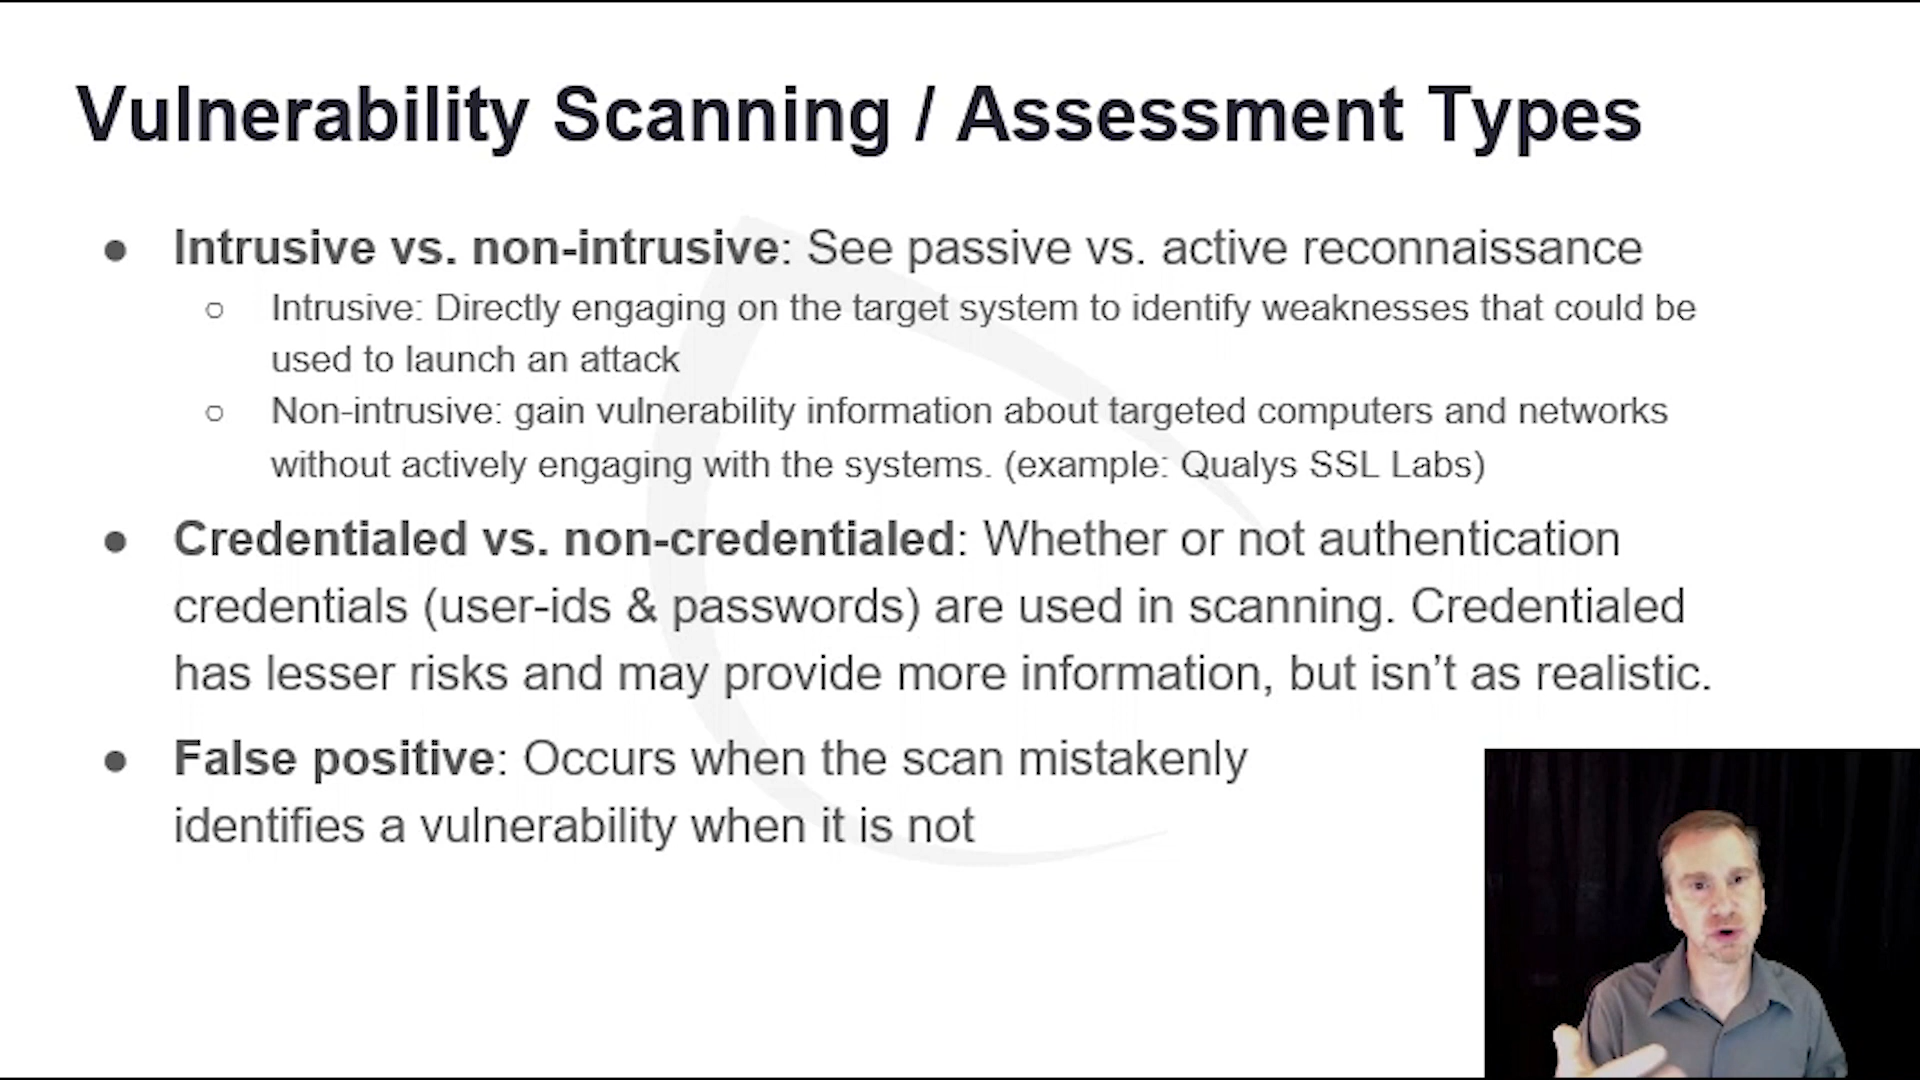 Vulnerability Scanning / Assessment Types
● Intrusive vs. non-intrusive: See passive vs. active reconnaissance
○ Intrusive: Directly engaging on the target system to identify weaknesses that could be
used to launch an attack
○ Non-intrusive: gain vulnerability information about targeted computers and networks
without actively engaging with the systems. (example: Qualys SSL Labs)
● Credentialed vs. non-credentialed: Whether or not authentication
credentials (user-ids & passwords) are used in scanning. Credentialed
has lesser risks and may provide more information, but isn’t as realistic.
● False positive: Occurs when the scan mistakenly
identifies a vulnerability when it is not